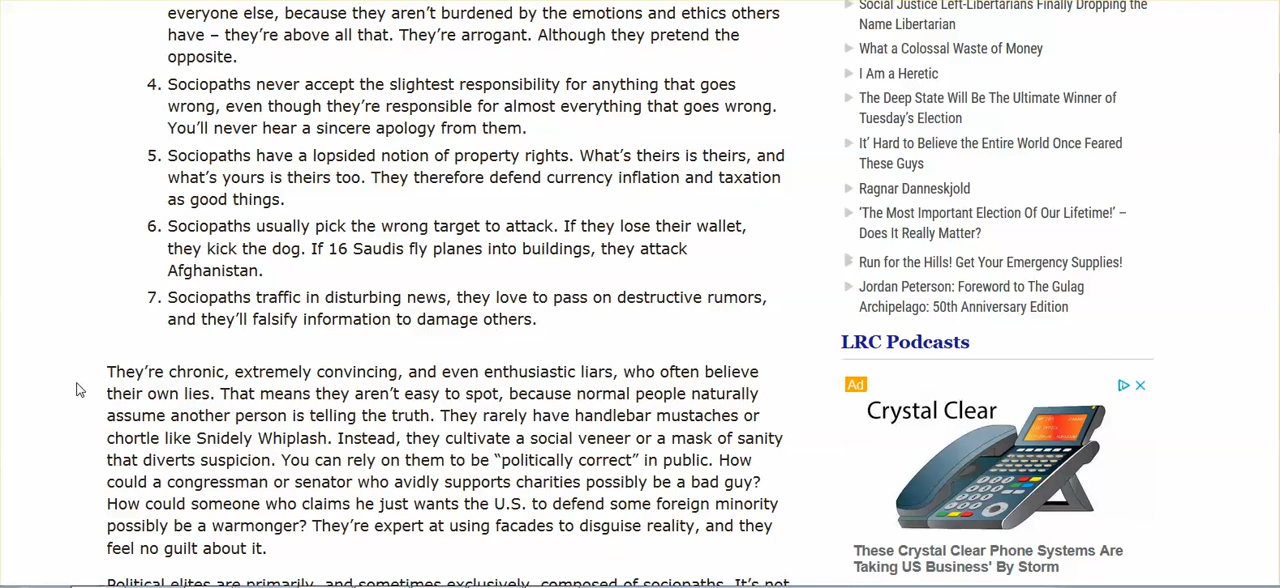 everyone else, because they aren’t burdened by the emotions and ethics others
have – they’re above all that. They’re arrogant. Although they pretend the
opposite.
4. Sociopaths never accept the slightest responsibility for anything that goes
wrong, even though they’re responsible for almost everything that goes wrong.
You’ll never hear a sincere apology from them.
5. Sociopaths have a lopsided notion of property rights. What’s theirs is theirs, and
what’s yours is theirs too. They therefore defend currency inflation and taxation
as good things.
6. Sociopaths usually pick the wrong target to attack. If they lose their wallet,
they kick the dog. If 16 Saudis fly planes into buildings, they attack
Afghanistan.
7. Sociopaths traffic in disturbing news, they love to pass on destructive rumors,
and they’ll falsify information to damage others.
They’re chronic, extremely convincing, and even enthusiastic liars, who often believe
their own lies. That means they aren’t easy to spot, because normal people naturally
assume another person is telling the truth. They rarely have handlebar mustaches or
chortle like Snidely Whiplash. Instead, they cultivate a social veneer or a mask of sanity
that diverts suspicion. You can rely on them to be “politically correct” in public. How
could a congressman or senator who avidly supports charities possibly be a bad guy?
How could someone who claims he just wants the U.S. to defend some foreign minority
possibly be a warmonger? They’re expert at using facades to disguise reality, and they
feel no guilt about it.
Political elites are primarily, and sometimes exclusively, composed of sociopaths. It’s not
Social Justice Left-Libertarians Finally Dropping the
Name Libertarian
What a Colossal Waste of Money
I Am a Heretic
The Deep State Will Be The Ultimate Winner of
Tuesday’s Election
It’ Hard to Believe the Entire World Once Feared
These Guys
Ragnar Danneskjold
‘The Most Important Election Of Our Lifetime!’ –
Does It Really Matter?
Run for the Hills! Get Your Emergency Supplies!
Jordan Peterson: Foreword to The Gulag
Archipelago: 50th Anniversary Edition
LRC Podcasts
Ad
Crystal Clear
These Crystal Clear Phone Systems Are
Taking US Business' By Storm